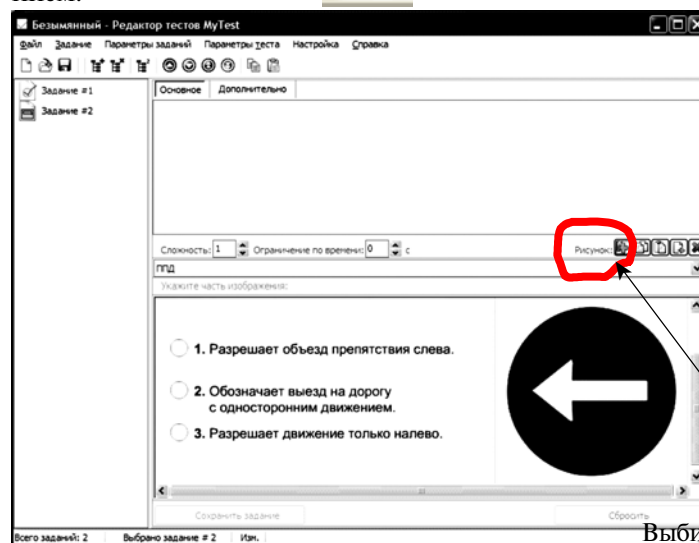 Безымянный - Редактор тестов MyTest
Файл Задание Параметры заданий Параметры теста Настройка Справка
Задание #1
Задание #2
Основное Дополнительно
Сложность: 1 Ограничение по времени: 0 с Рисунок:
ппд
Укажите часть изображения:
1. Разрешает объезд препятствия слева.
2. Обозначает выезд на дорогу
с односторонним движением.
3. Разрешает движение только налево.
Сохранить задание Сбросить
Всего заданий: 2 Выбрано задание # 2 Изм.